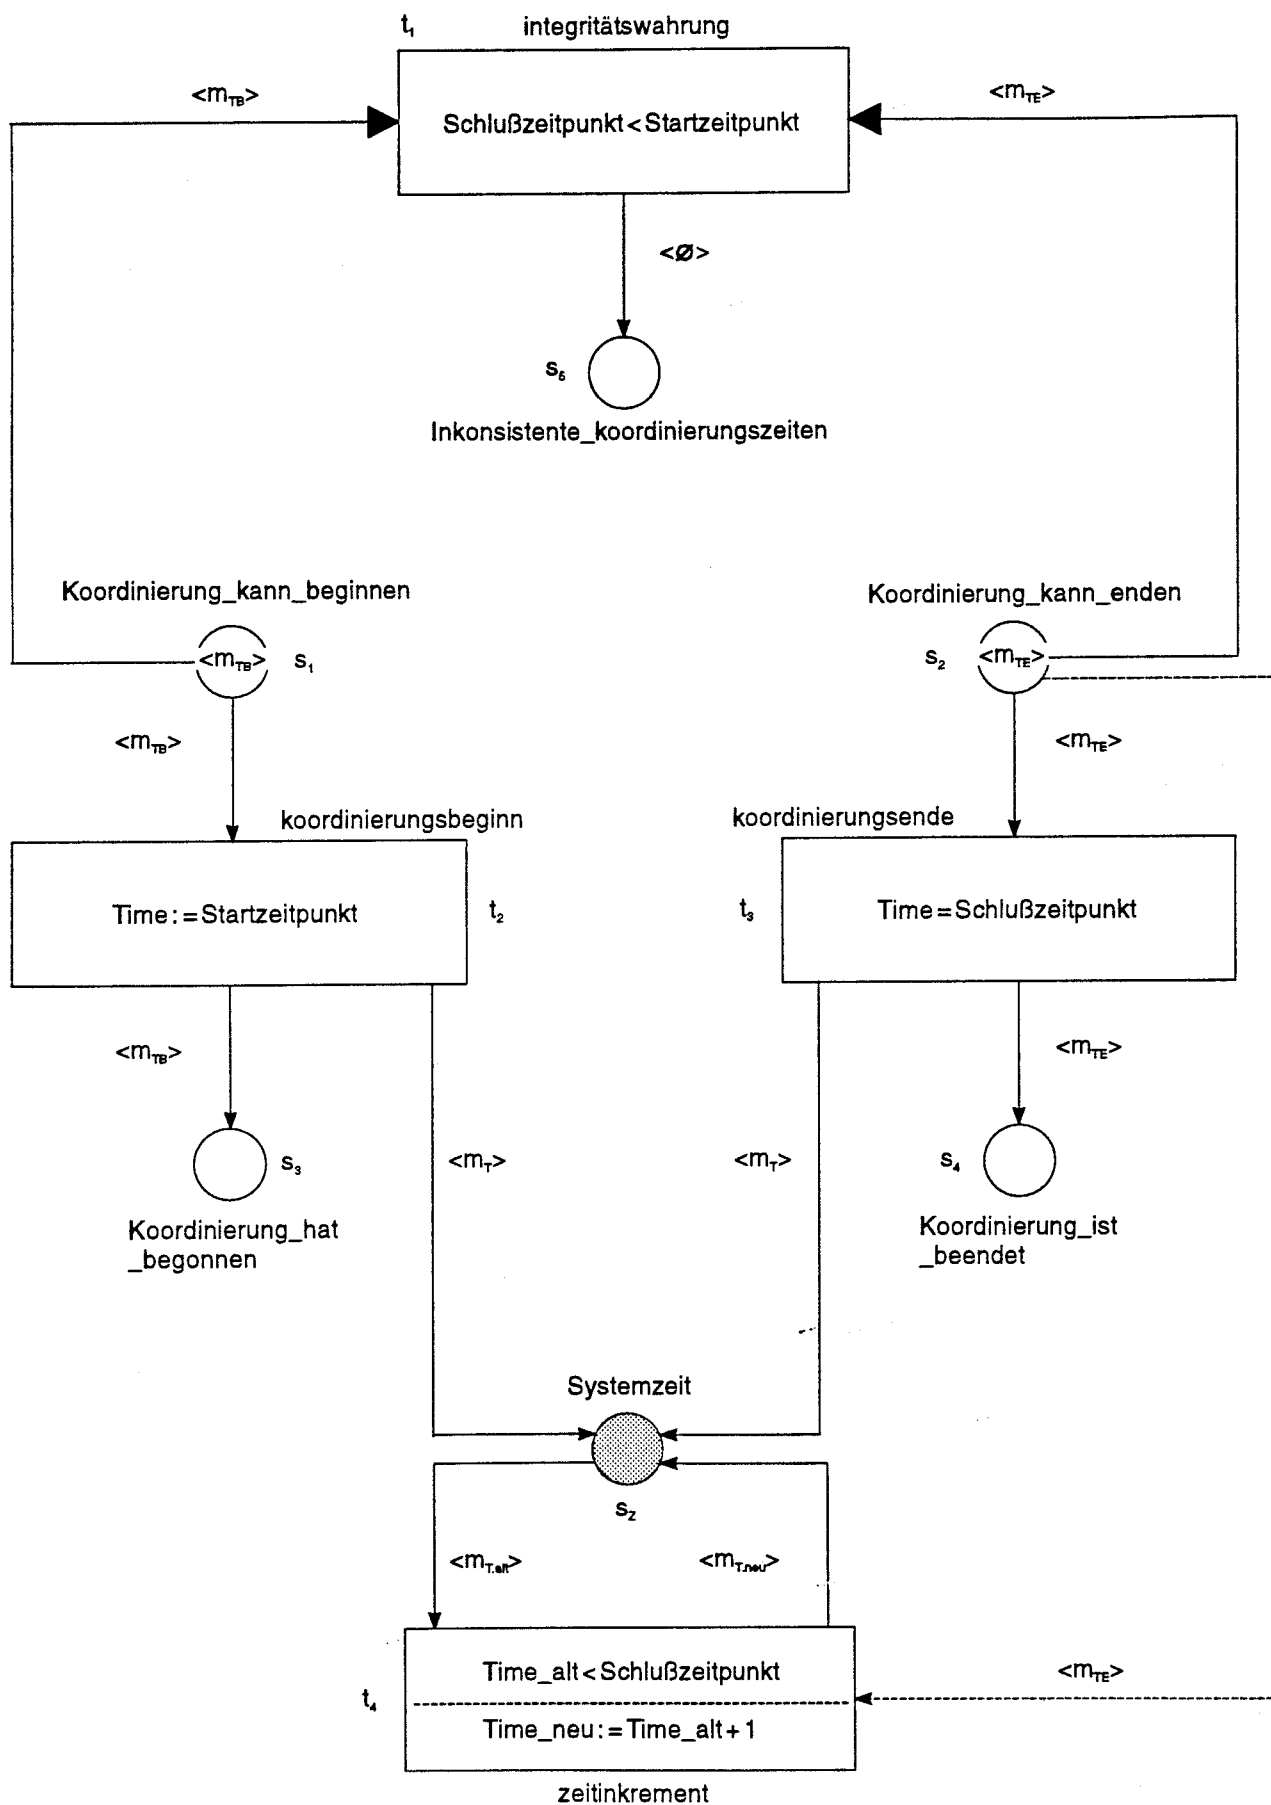 t₁ integritätswahrung
<m_TB>
<m_TE>
Schlußzeitpunkt<Startzeitpunkt
<Ø>
s₅
Inkonsistente_koordinierungszeiten
Koordinierung_kann_beginnen
Koordinierung_kann_enden
<m_TB> s₁
s₂ <m_TE>
<m_TB>
<m_TE>
koordinierungsbeginn
koordinierungsende
Time:=Startzeitpunkt
t₂
t₃
Time=Schlußzeitpunkt
<m_TB>
<m_TE>
s₃
<m_T>
<m_T>
s₄
Koordinierung_hat
_begonnen
Koordinierung_ist
_beendet
Systemzeit
s_Z
<m_T.alt>
<m_T.neu>
Time_alt<Schlußzeitpunkt
<m_TE>
t₄
Time_neu:=Time_alt+1
zeitinkrement